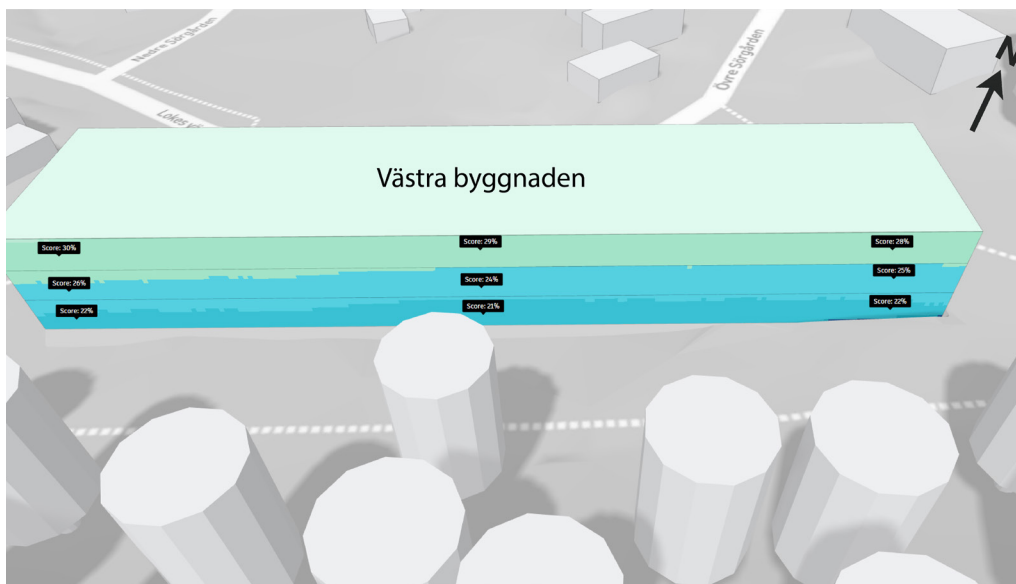 Nedre Sörgården
Övre Sörgården
N
Lokes vä
Västra byggnaden
Score: 30%
Score: 29%
Score: 28%
Score: 26%
Score: 24%
Score: 25%
Score: 22%
Score: 21%
Score: 22%